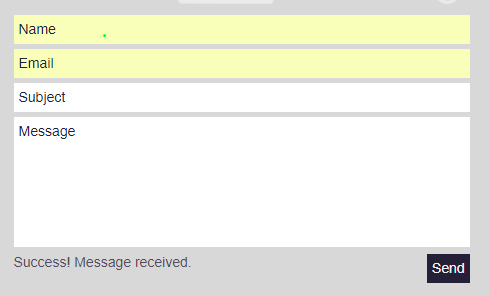 Name
Email
Subject
Message
Success! Message received.
Send